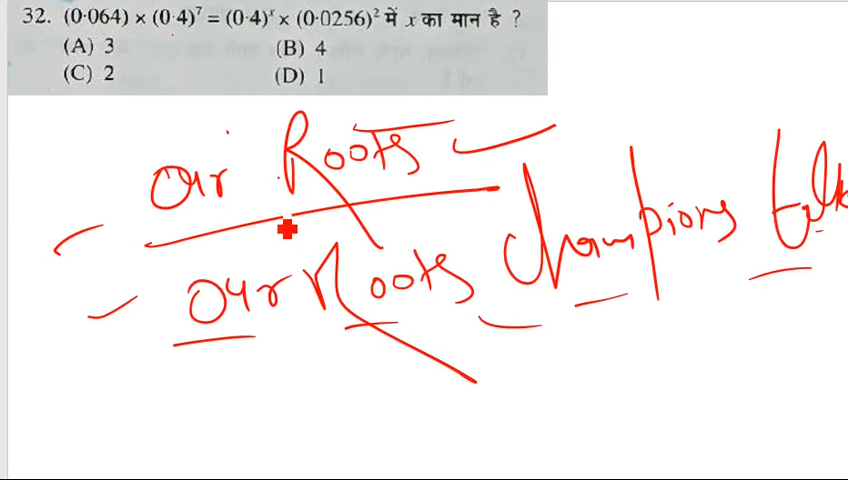 32. (0·064) × (0·4)⁷ = (0·4)ˣ × (0·0256)² में x का मान है ?
(A) 3 (B) 4
(C) 2 (D) 1
our Roots
our Roots Champions talk